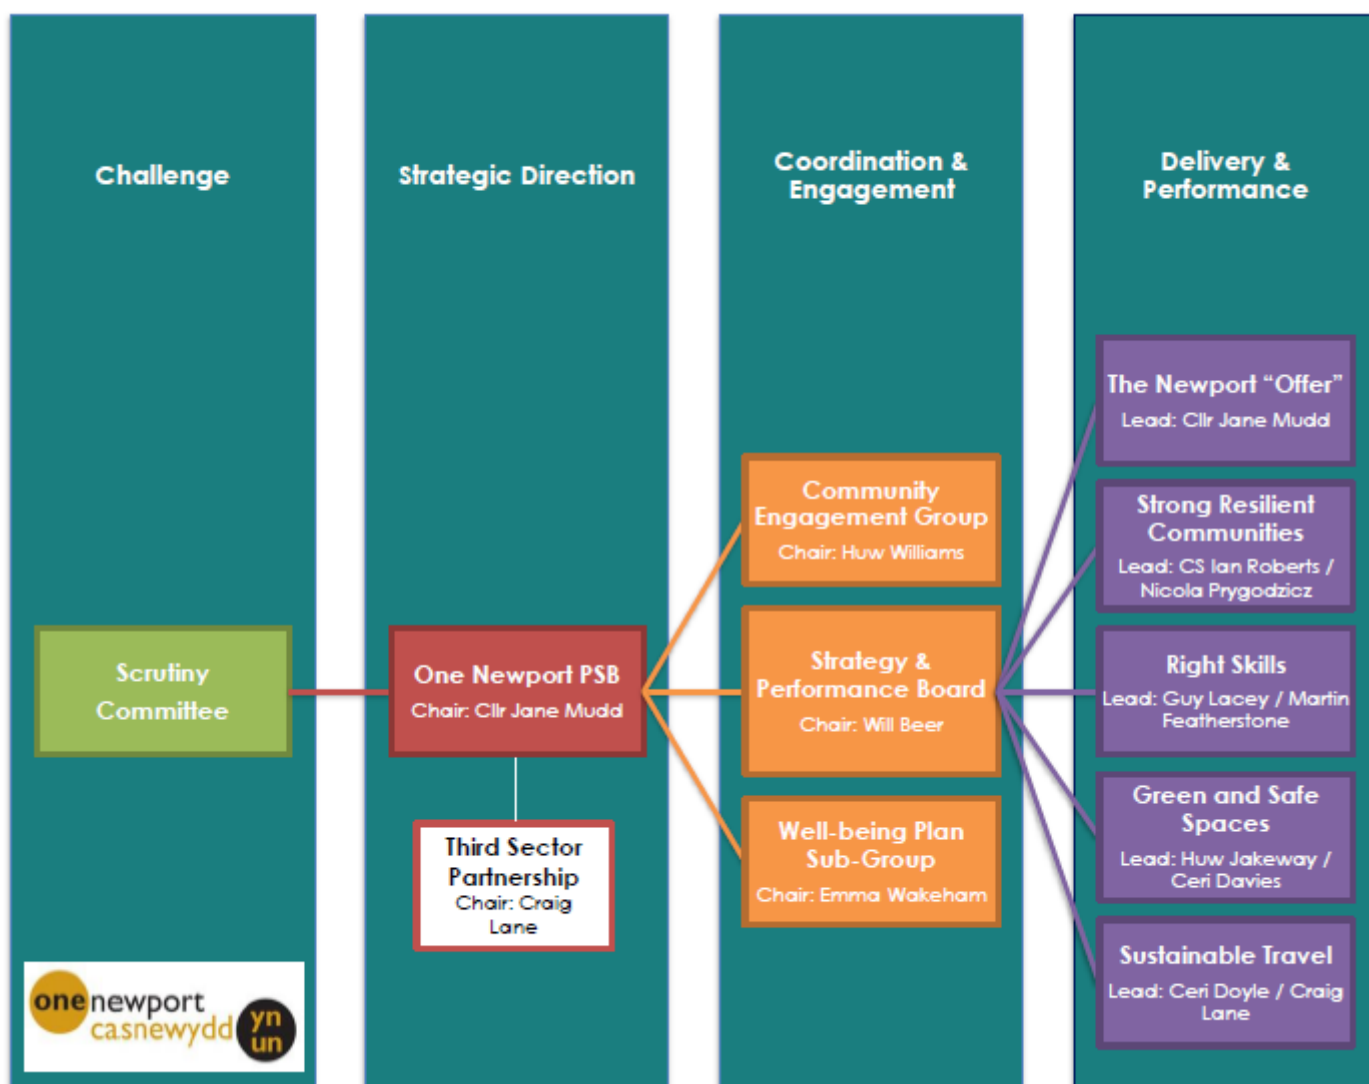 Challenge
Strategic Direction
Coordination &
Engagement
Delivery &
Performance
Scrutiny
Committee
One Newport PSB
Chair: Cllr Jane Mudd
Third Sector
Partnership
Chair: Craig
Lane
Community
Engagement Group
Chair: Huw Williams
Strategy &
Performance Board
Chair: Will Beer
Well-being Plan
Sub-Group
Chair: Emma Wakeham
The Newport “Offer”
Lead: Cllr Jane Mudd
Strong Resilient
Communities
Lead: CS Ian Roberts /
Nicola Prygodzicz
Right Skills
Lead: Guy Lacey / Martin
Featherstone
Green and Safe
Spaces
Lead: Huw Jakeway /
Ceri Davies
Sustainable Travel
Lead: Ceri Doyle / Craig
Lane
onenewport
casnewydd
yn
un